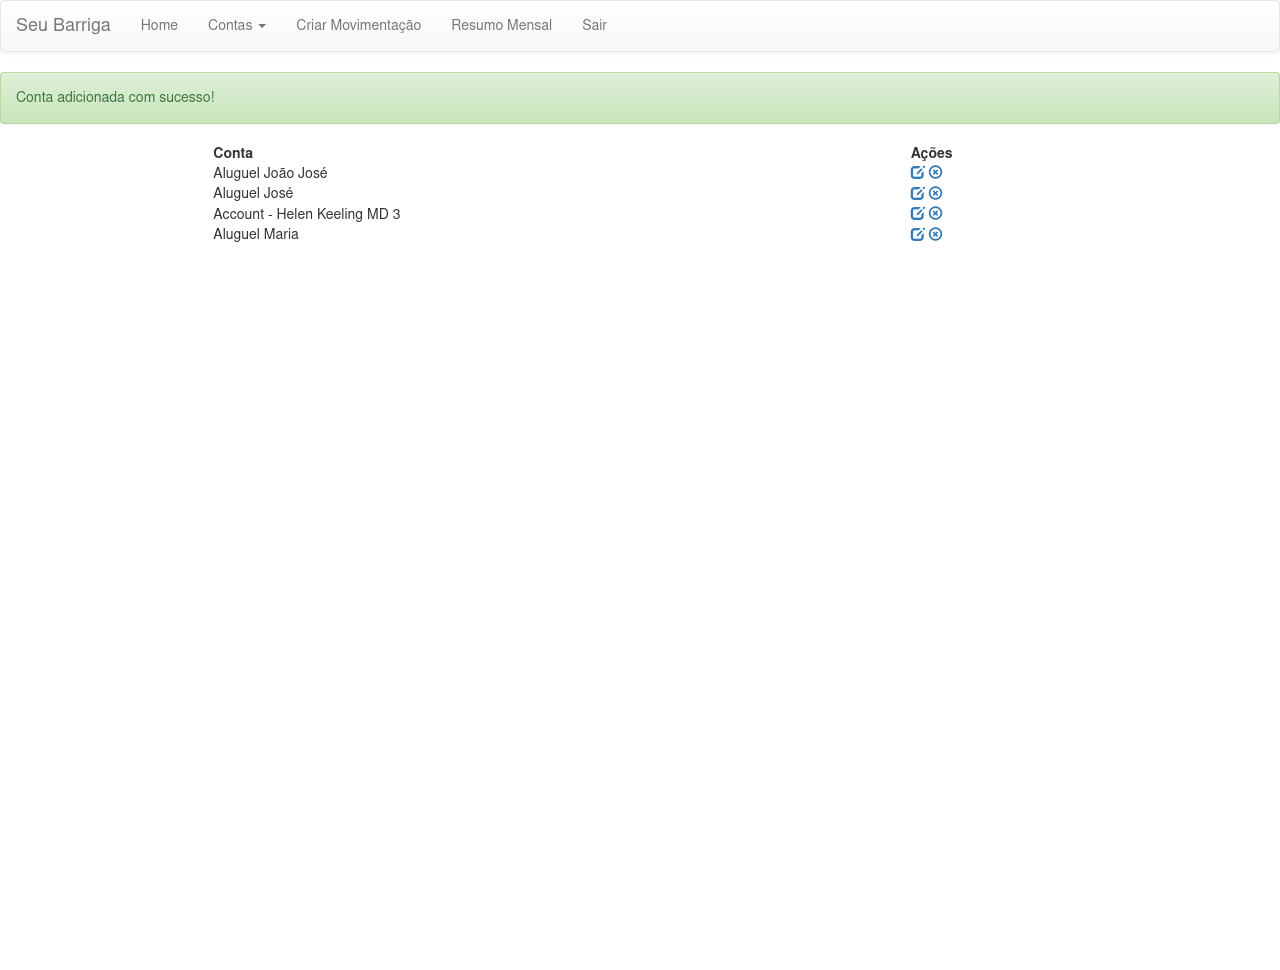 Seu Barriga Home Contas Criar Movimentação Resumo Mensal Sair
Conta adicionada com sucesso!
Conta Ações
Aluguel João José
Aluguel José
Account - Helen Keeling MD 3
Aluguel Maria